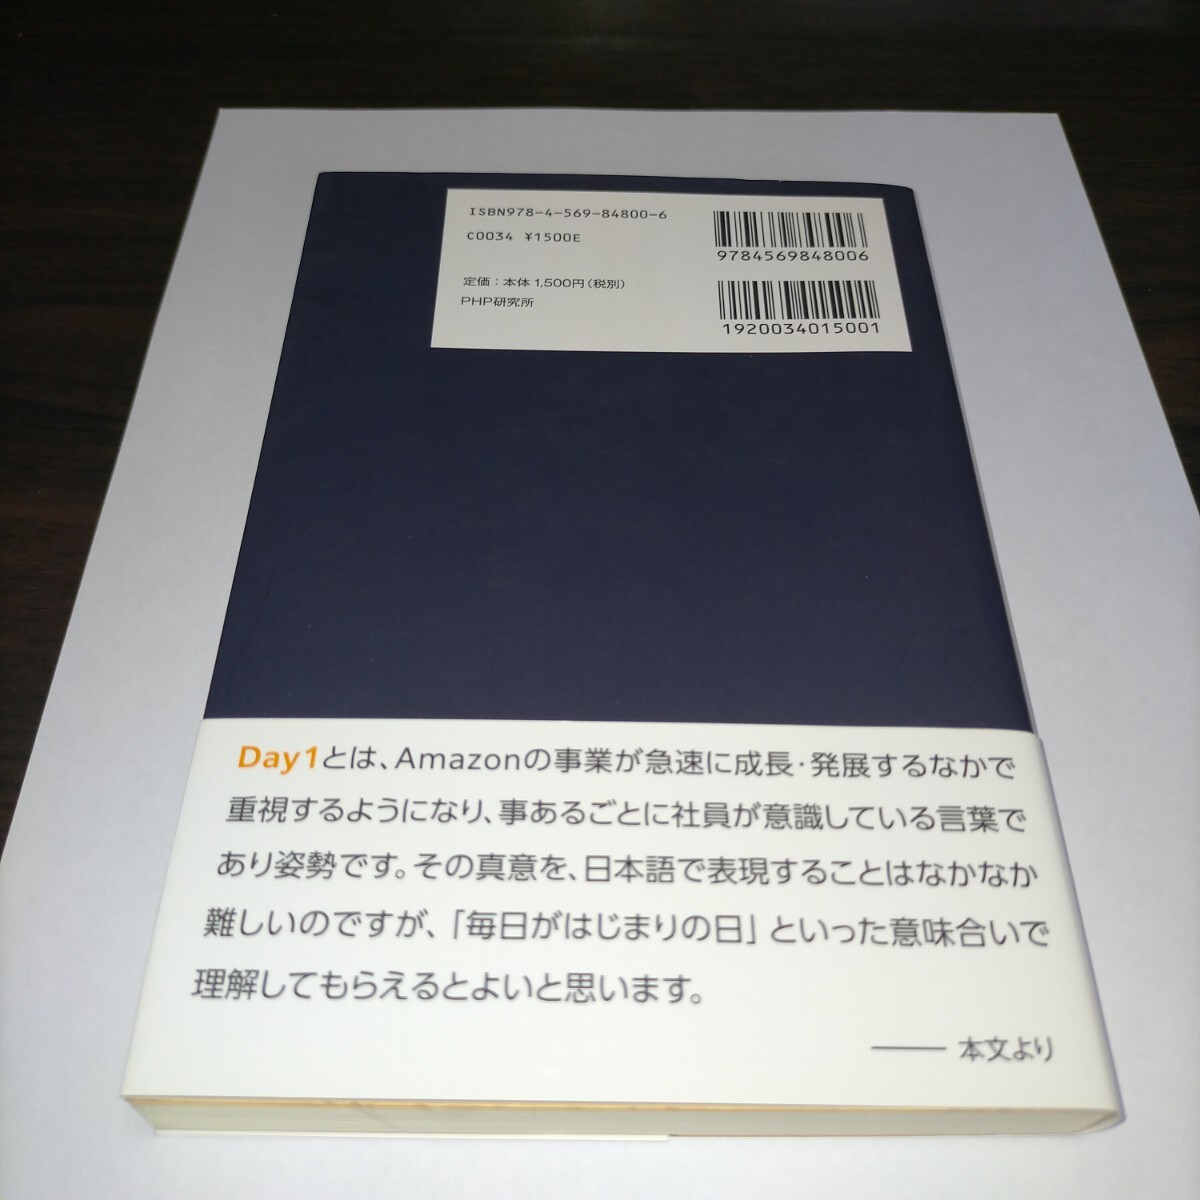 ISBN978-4-569-84800-6
C0034 ¥1500E
定価：本体 1,500円（税別）
PHP研究所
9784569848006
1920034015001
Day1とは、Amazonの事業が急速に成長・発展するなかで
重視するようになり、事あるごとに社員が意識している言葉で
あり姿勢です。その真意を、日本語で表現することはなかなか
難しいのですが、「毎日がはじまりの日」といった意味合いで
理解してもらえるとよいと思います。
―― 本文より